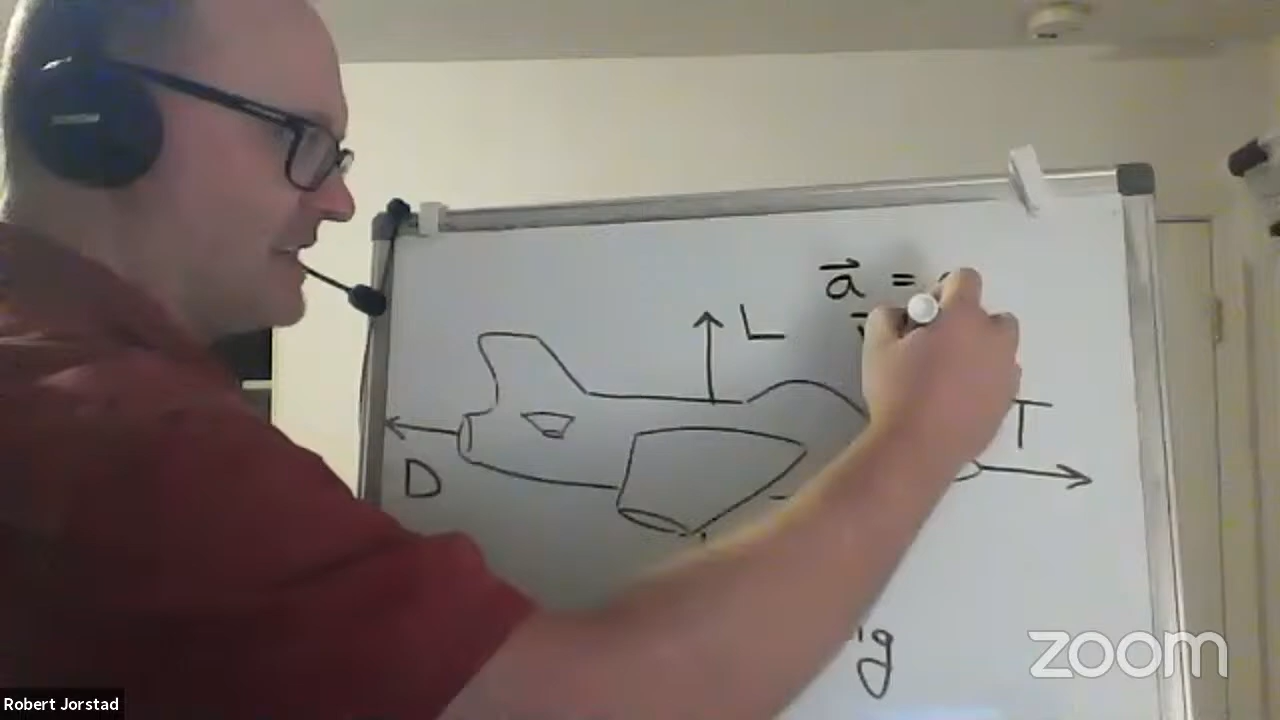 a⃗ =
L
T
D
g
zoom
Robert Jorstad